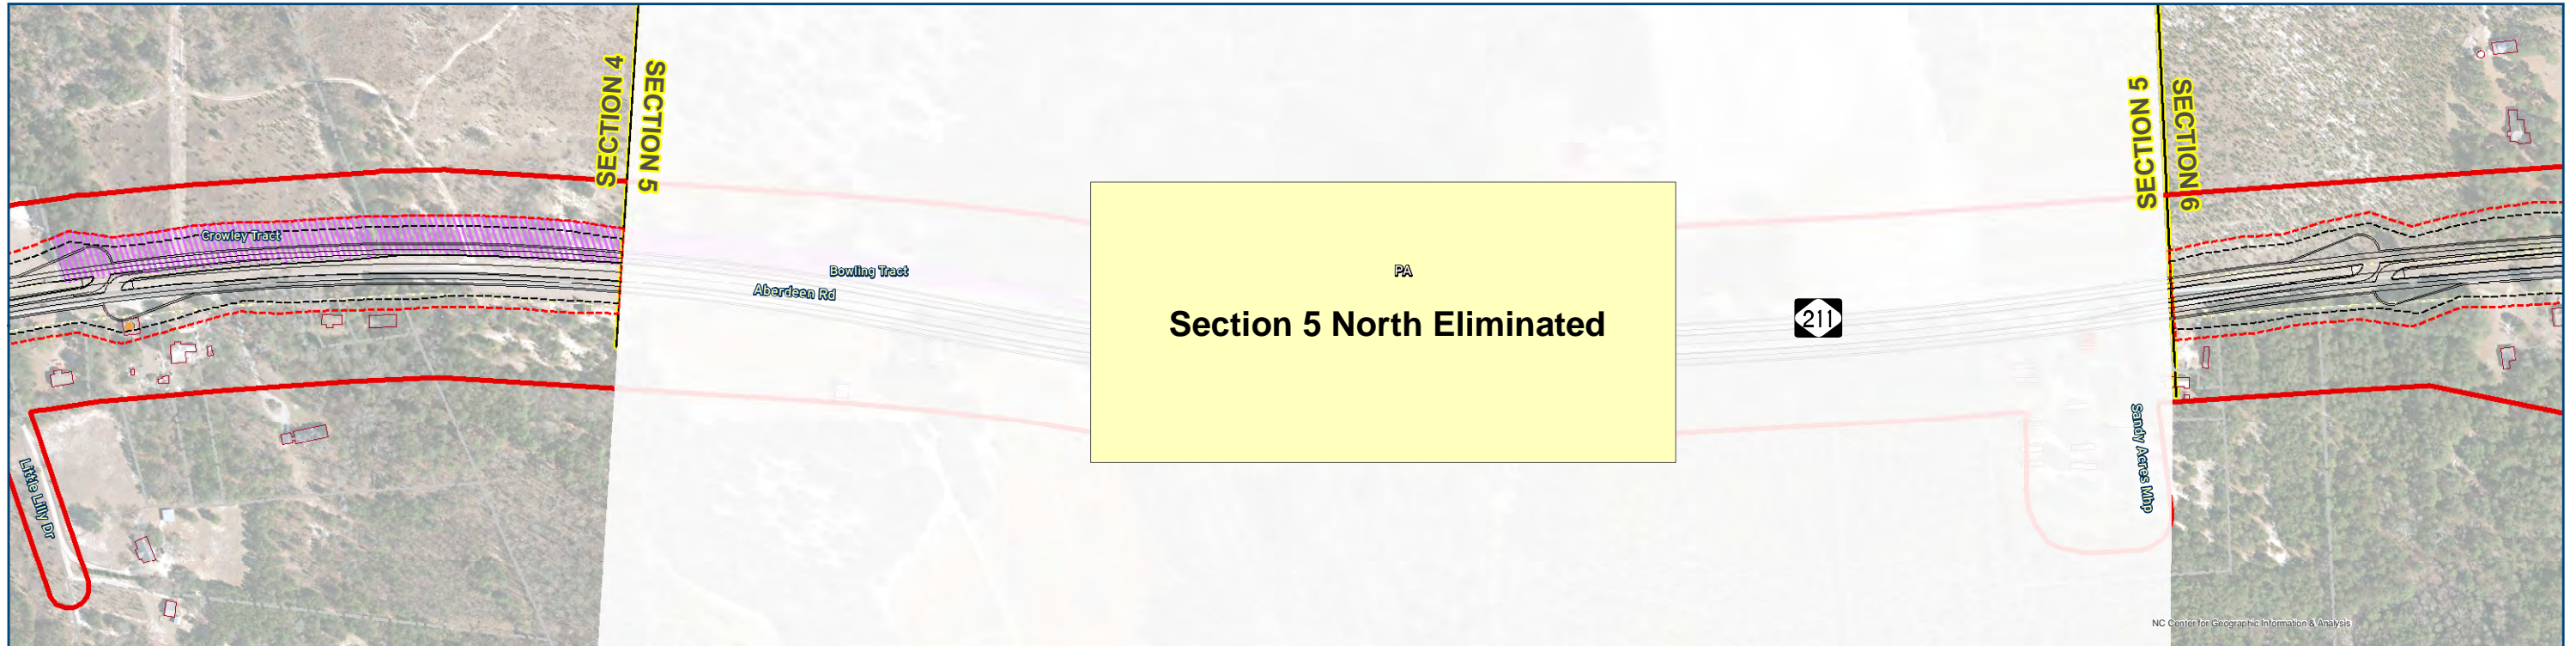 SECTION 4
SECTION 5
SECTION 5
SECTION 6
Crowley Tract
Bowling Tract
Aberdeen Rd
PA
Section 5 North Eliminated
211
Sandy Acres Mhp
Little Lilly Dr
NC Center for Geographic Information & Analysis